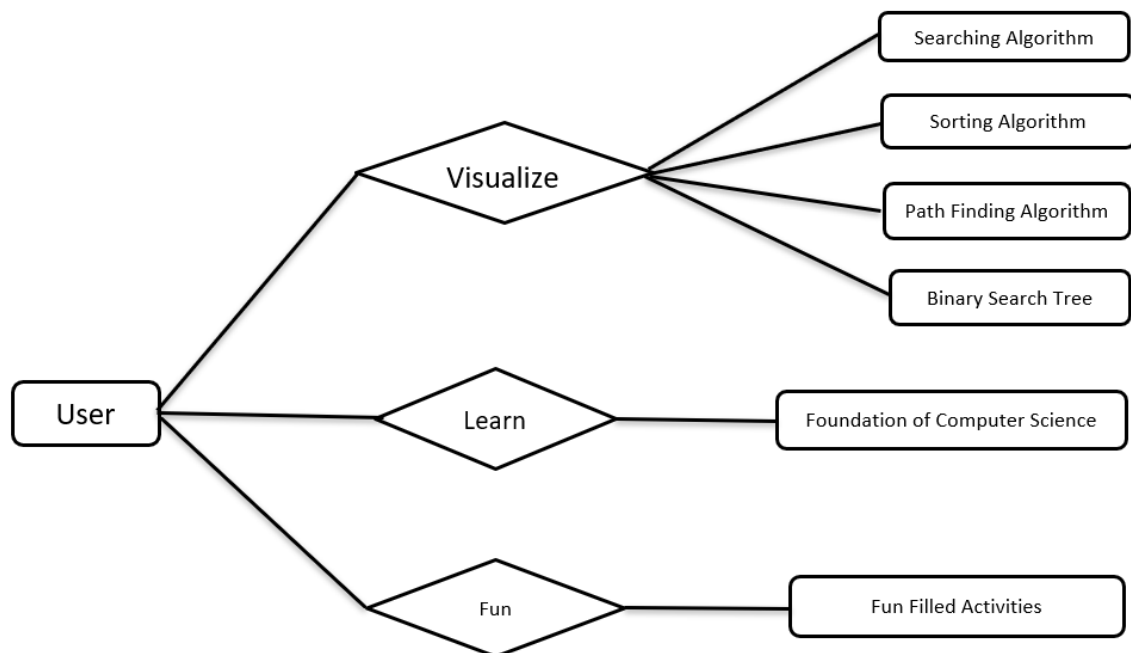 Searching Algorithm
Sorting Algorithm
Visualize
Path Finding Algorithm
Binary Search Tree
User
Learn
Foundation of Computer Science
Fun
Fun Filled Activities